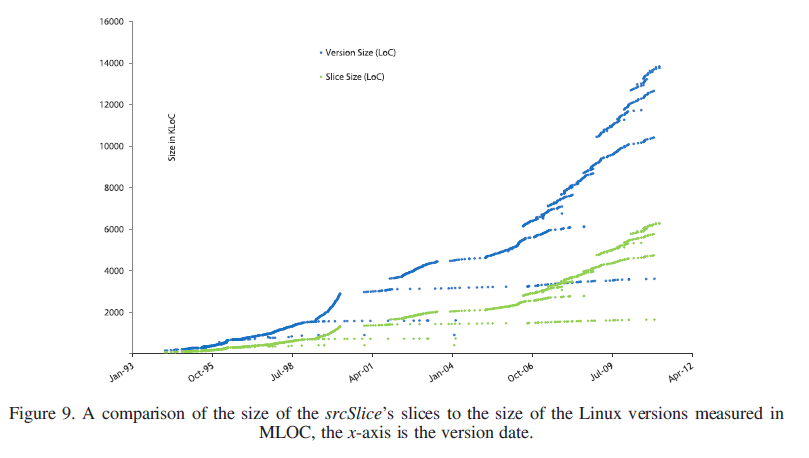 16000
14000
12000
10000
8000
6000
4000
2000
Size in KLoC
Version Size (LoC)
Slice Size (LoC)
Jan-93
Oct-95
Jul-98
Apr-01
Jan-04
Oct-06
Jul-09
Apr-12
Figure 9. A comparison of the size of the srcSlice's slices to the size of the Linux versions measured in
MLOC, the x-axis is the version date.